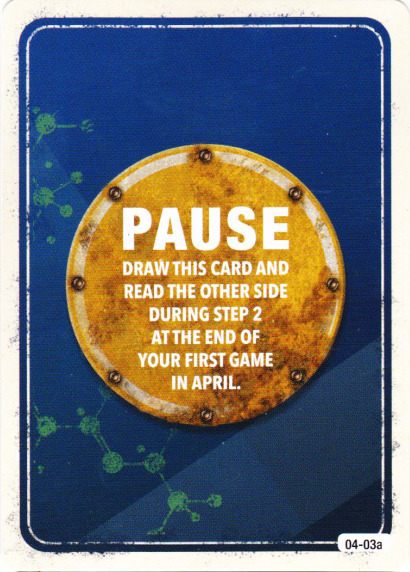 PAUSE
DRAW THIS CARD AND
READ THE OTHER SIDE
DURING STEP 2
AT THE END OF
YOUR FIRST GAME
IN APRIL.
04-03a